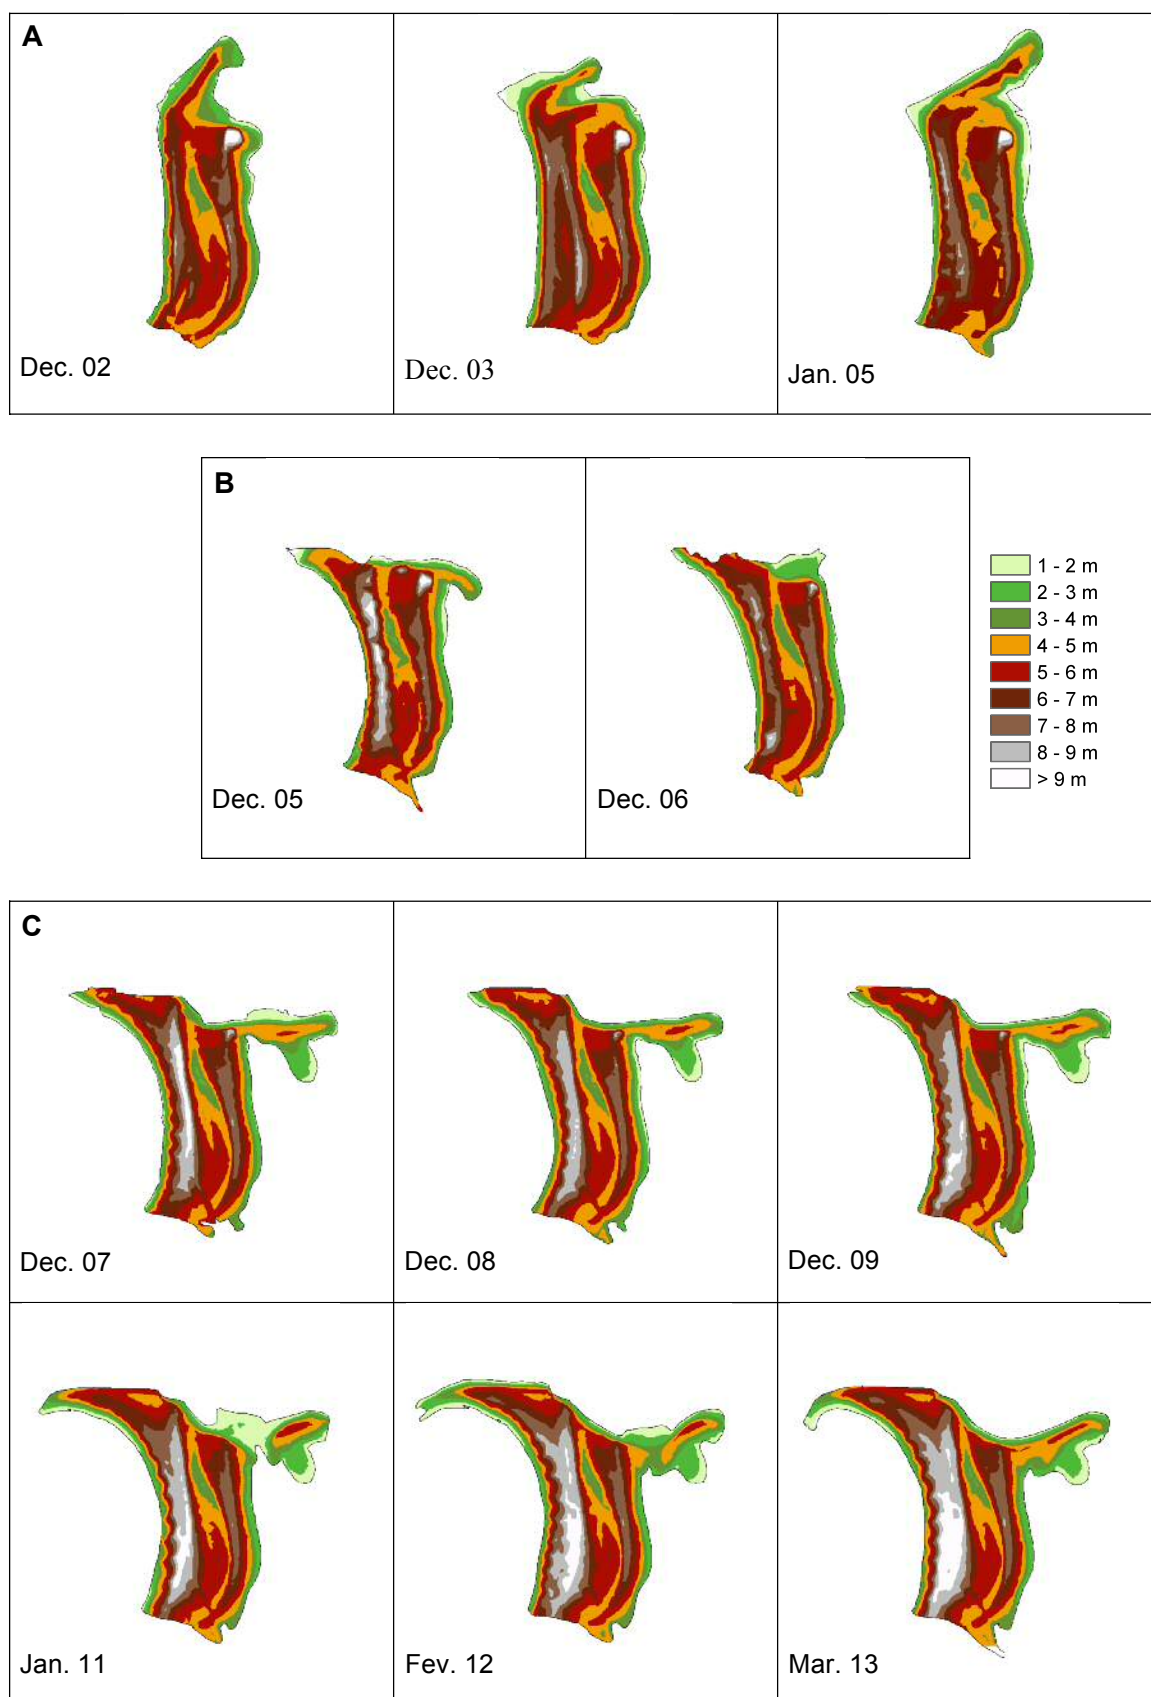 A
Dec. 02
Dec. 03
Jan. 05
B
Dec. 05
Dec. 06
1 - 2 m
2 - 3 m
3 - 4 m
4 - 5 m
5 - 6 m
6 - 7 m
7 - 8 m
8 - 9 m
> 9 m
C
Dec. 07
Dec. 08
Dec. 09
Jan. 11
Fev. 12
Mar. 13